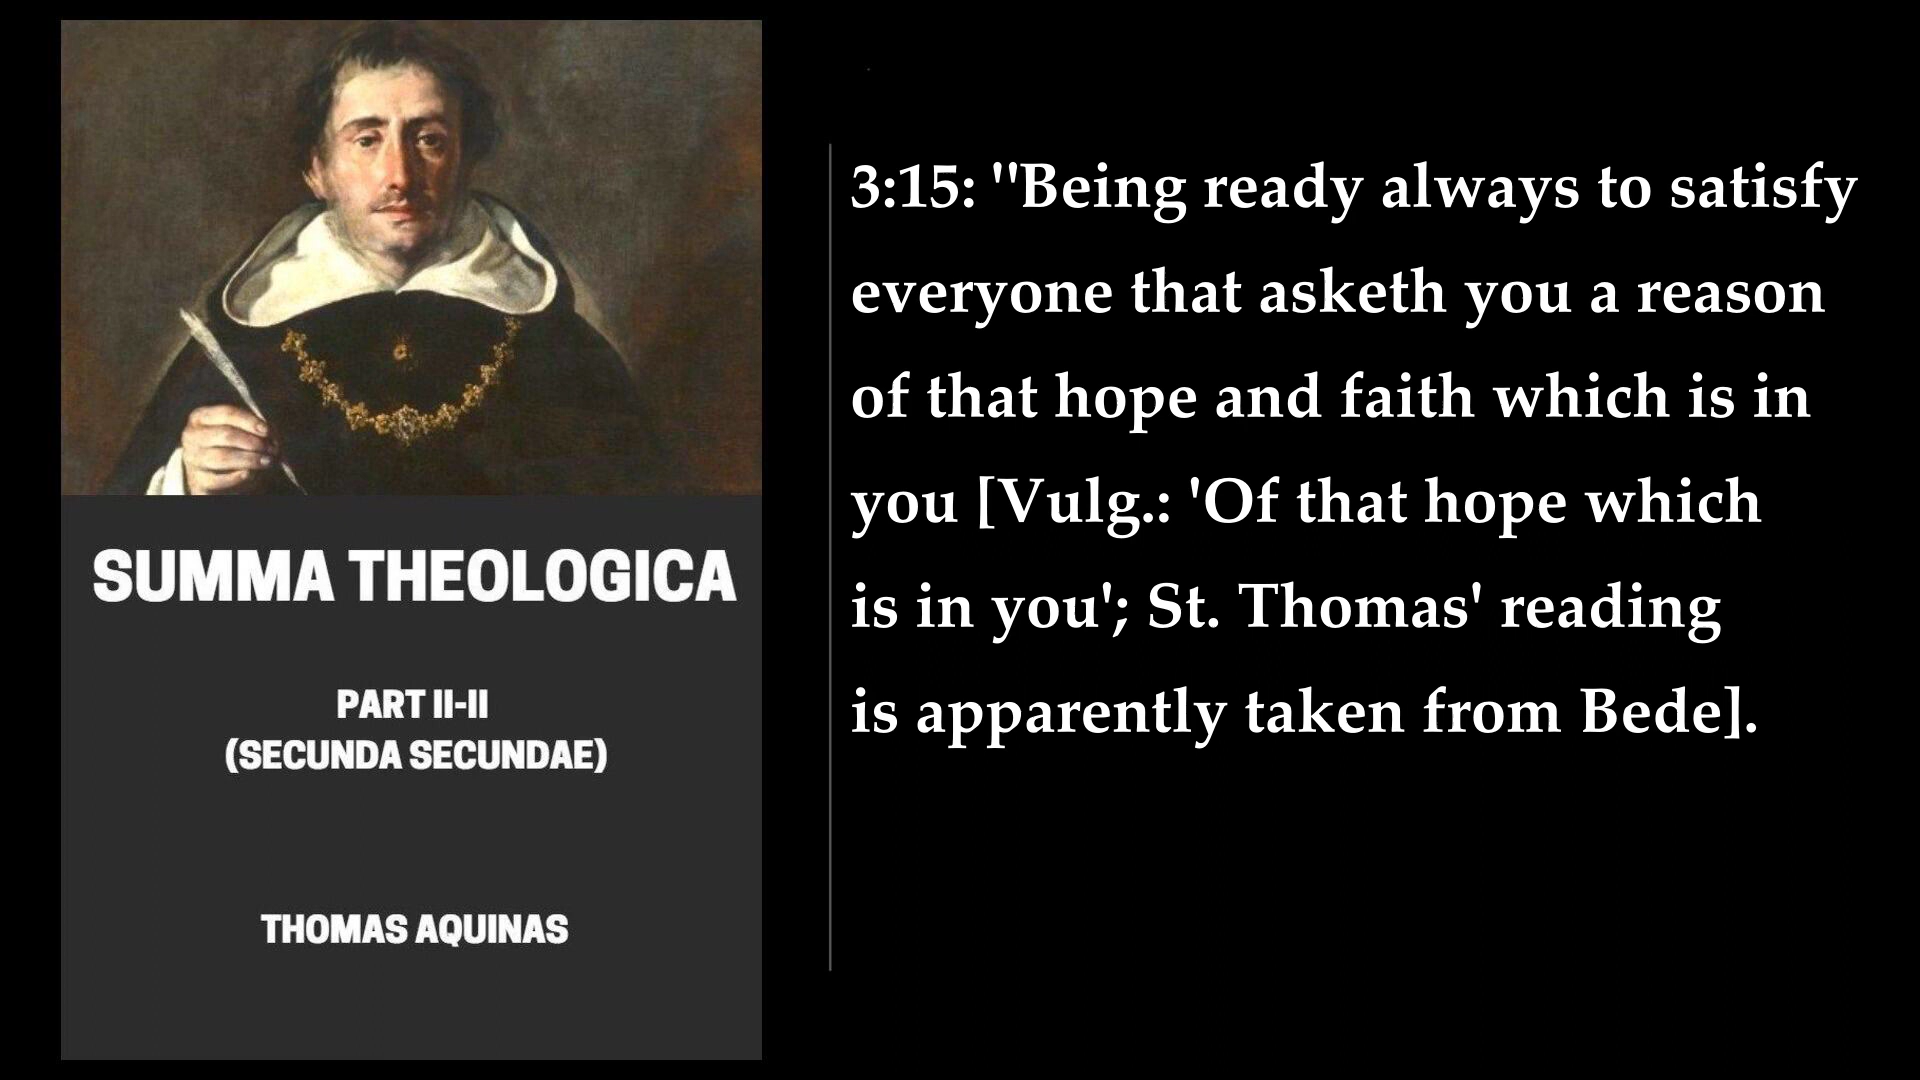 SUMMA THEOLOGICA
PART II-II
(SECUNDA SECUNDAE)
THOMAS AQUINAS
3:15: "Being ready always to satisfy
everyone that asketh you a reason
of that hope and faith which is in
you [Vulg.: 'Of that hope which
is in you'; St. Thomas' reading
is apparently taken from Bede].